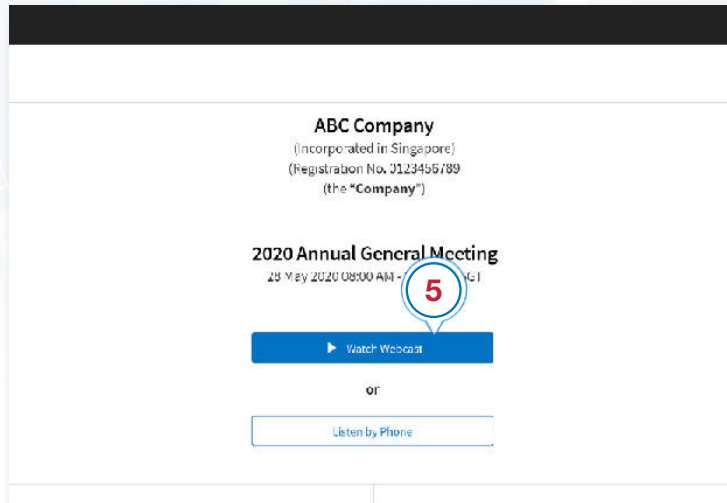 ABC Company
(Incorporated in Singapore)
(Registration No. 0123456789
(the "Company")
2020 Annual General Meeting
28 May 2020 08:00 AM - SGT
5
Watch Webcast
or
Listen by Phone